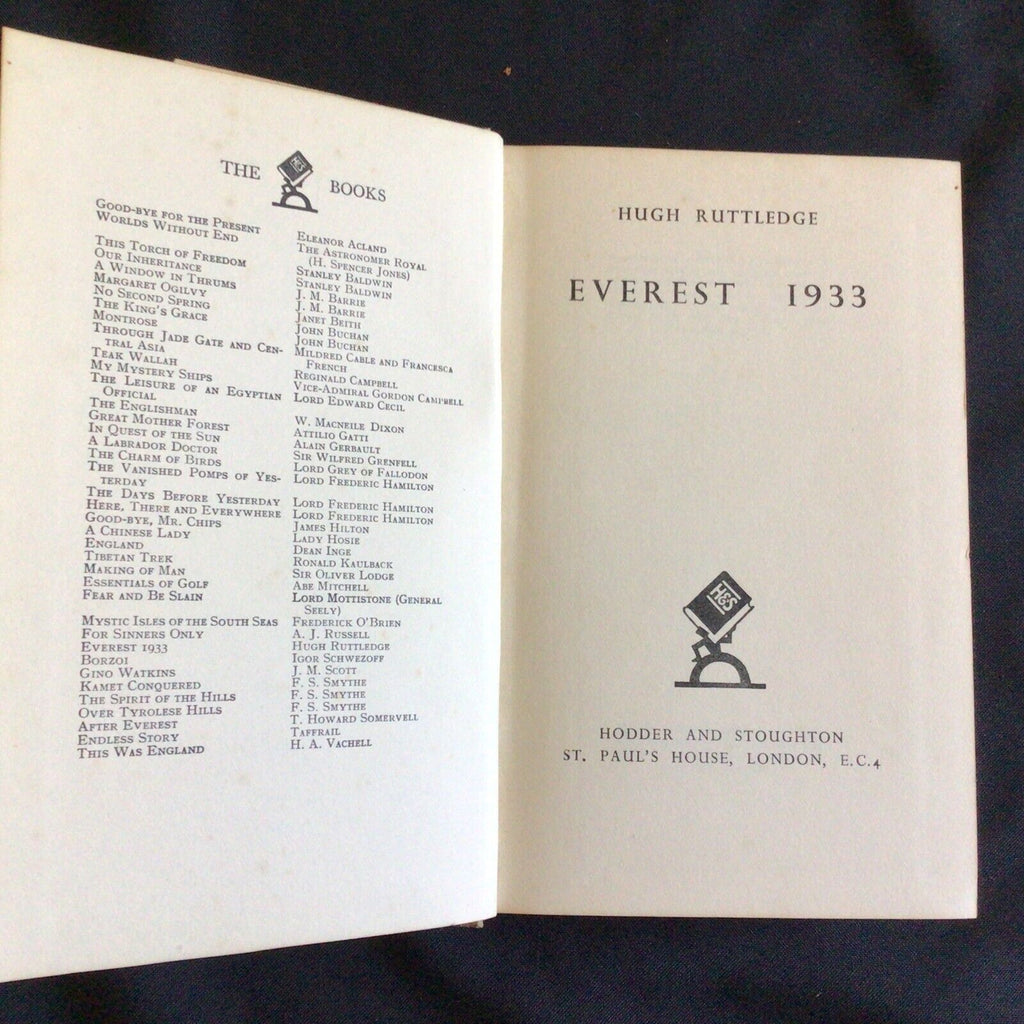 THE H&S BOOKS
GOOD-BYE FOR THE PRESENT ELEANOR ACLAND
WORLDS WITHOUT END THE ASTRONOMER ROYAL
(H. SPENCER JONES)
THIS TORCH OF FREEDOM STANLEY BALDWIN
OUR INHERITANCE STANLEY BALDWIN
A WINDOW IN THRUMS J. M. BARRIE
MARGARET OGILVY J. M. BARRIE
NO SECOND SPRING JANET BEITH
THE KING'S GRACE JOHN BUCHAN
MONTROSE JOHN BUCHAN
THROUGH JADE GATE AND CEN- MILDRED CABLE AND FRANCESCA
TRAL ASIA FRENCH
TEAK WALLAH REGINALD CAMPBELL
MY MYSTERY SHIPS VICE-ADMIRAL GORDON CAMPBELL
THE LEISURE OF AN EGYPTIAN LORD EDWARD CECIL
OFFICIAL
THE ENGLISHMAN W. MACNEILE DIXON
GREAT MOTHER FOREST ATTILIO GATTI
IN QUEST OF THE SUN ALAIN GERBAULT
A LABRADOR DOCTOR SIR WILFRED GRENFELL
THE CHARM OF BIRDS LORD GREY OF FALLODON
THE VANISHED POMPS OF YES- LORD FREDERIC HAMILTON
TERDAY
THE DAYS BEFORE YESTERDAY LORD FREDERIC HAMILTON
HERE, THERE AND EVERYWHERE LORD FREDERIC HAMILTON
GOOD-BYE, MR. CHIPS JAMES HILTON
A CHINESE LADY LADY HOSIE
ENGLAND DEAN INGE
TIBETAN TREK RONALD KAULBACK
MAKING OF MAN SIR OLIVER LODGE
ESSENTIALS OF GOLF ABE MITCHELL
FEAR AND BE SLAIN LORD MOTTISTONE (GENERAL
SEELY)
MYSTIC ISLES OF THE SOUTH SEAS FREDERICK O'BRIEN
FOR SINNERS ONLY A. J. RUSSELL
EVEREST 1933 HUGH RUTTLEDGE
BORZOI IGOR SCHWEZOFF
GINO WATKINS J. M. SCOTT
KAMET CONQUERED F. S. SMYTHE
THE SPIRIT OF THE HILLS F. S. SMYTHE
OVER TYROLESE HILLS F. S. SMYTHE
AFTER EVEREST T. HOWARD SOMERVELL
ENDLESS STORY TAFFRAIL
THIS WAS ENGLAND H. A. VACHELL
HUGH RUTTLEDGE
EVEREST 1933
H&S
HODDER AND STOUGHTON
ST. PAUL'S HOUSE, LONDON, E.C.4